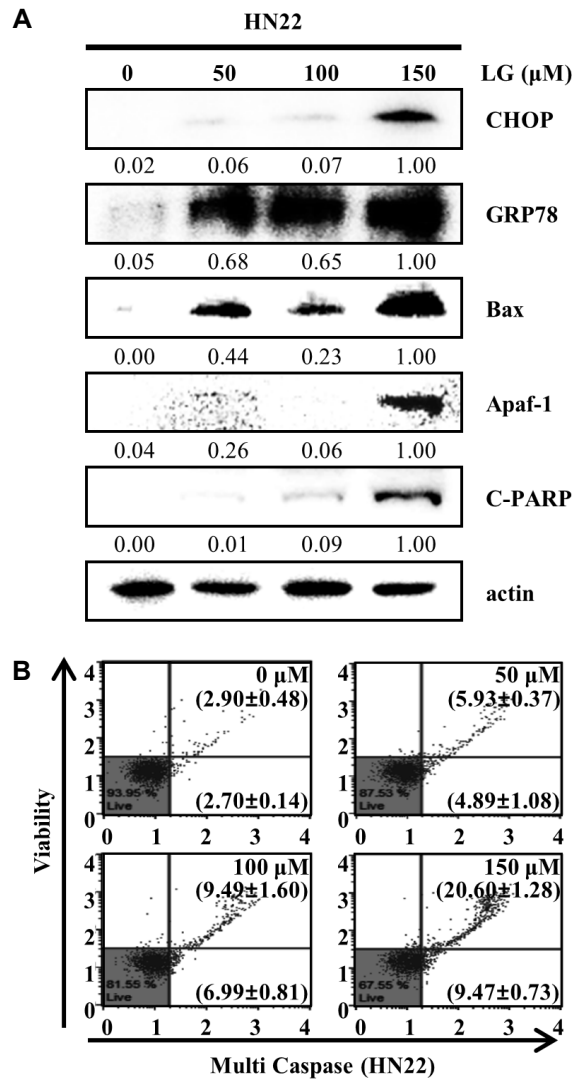 A
HN22
0 50 100 150 LG (µM)
CHOP
0.02 0.06 0.07 1.00
GRP78
0.05 0.68 0.65 1.00
Bax
0.00 0.44 0.23 1.00
Apaf-1
0.04 0.26 0.06 1.00
C-PARP
0.00 0.01 0.09 1.00
actin
B
Viability
4
3
2
1
0
0 µM
(2.90±0.48)
93.95 %
Live
(2.70±0.14)
0 1 2 3 4
4
3
2
1
0
50 µM
(5.93±0.37)
87.53 %
Live
(4.89±1.08)
0 1 2 3 4
4
3
2
1
0
100 µM
(9.49±1.60)
81.55 %
Live
(6.99±0.81)
0 1 2 3 4
4
3
2
1
0
150 µM
(20.60±1.28)
67.55 %
Live
(9.47±0.73)
0 1 2 3 4
Multi Caspase (HN22)